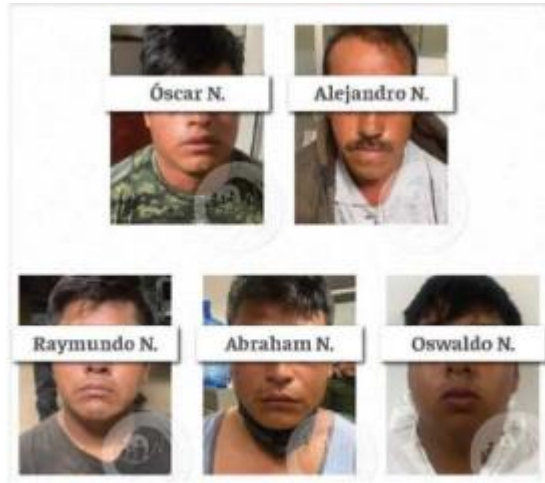 Óscar N.
Alejandro N.
Raymundo N.
Abraham N.
Oswaldo N.